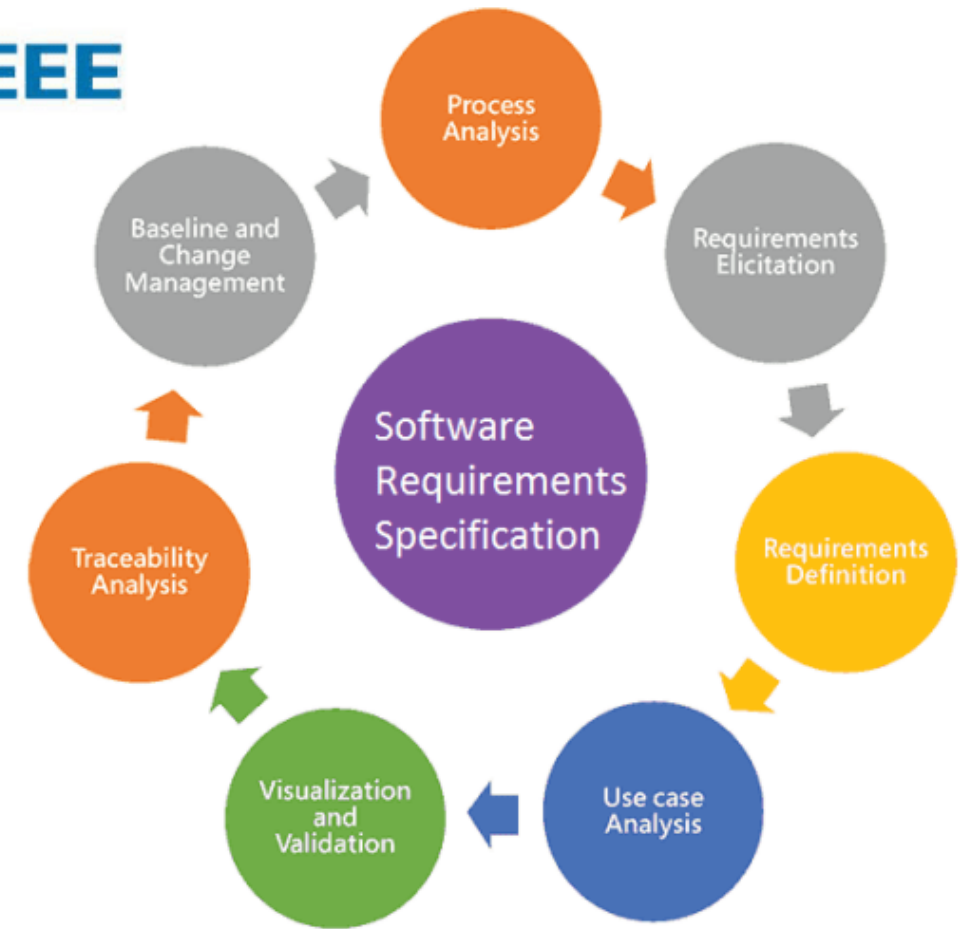 EEE
Process
Analysis
Requirements
Elicitation
Requirements
Definition
Use case
Analysis
Visualization
and
Validation
Traceability
Analysis
Baseline and
Change
Management
Software
Requirements
Specification